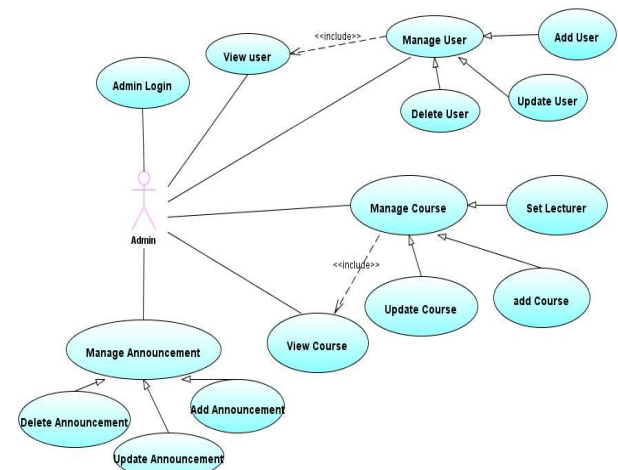 <<include>>
Manage User
Add User
View user
Admin Login
Update User
Delete User
Manage Course
Set Lecturer
Admin
<<include>>
add Course
Update Course
View Course
Manage Announcement
Add Announcement
Delete Announcement
Update Announcement